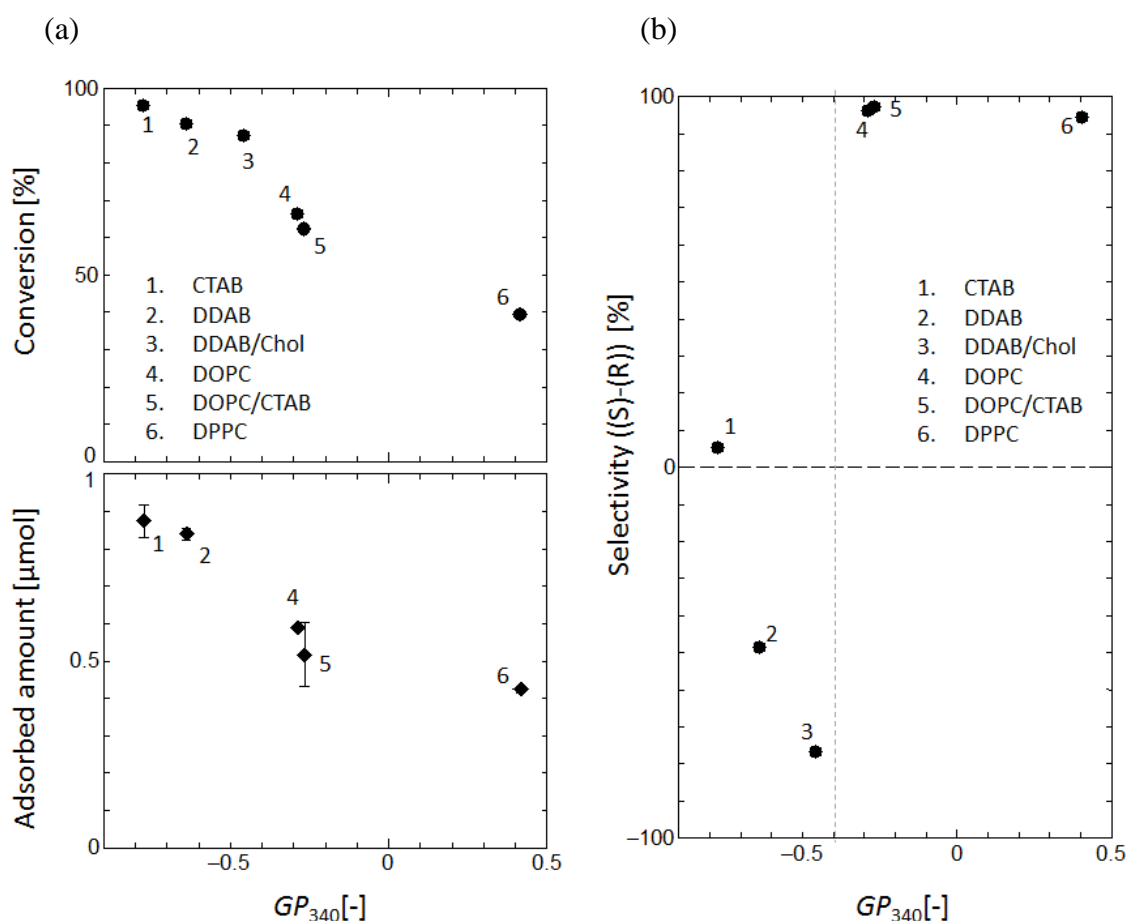 (a)
100
50
0
Conversion [%]
1
2
3
4
5
6
1. CTAB
2. DDAB
3. DDAB/Chol
4. DOPC
5. DOPC/CTAB
6. DPPC
1
0.5
0
Adsorbed amount [μmol]
1
2
4
5
6
–0.5 0 0.5
GP340[-]
(b)
100
0
–100
Selectivity ((S)-(R)) [%]
4 5
6
1. CTAB
2. DDAB
3. DDAB/Chol
4. DOPC
5. DOPC/CTAB
6. DPPC
1
2
3
–0.5 0 0.5
GP340[-]